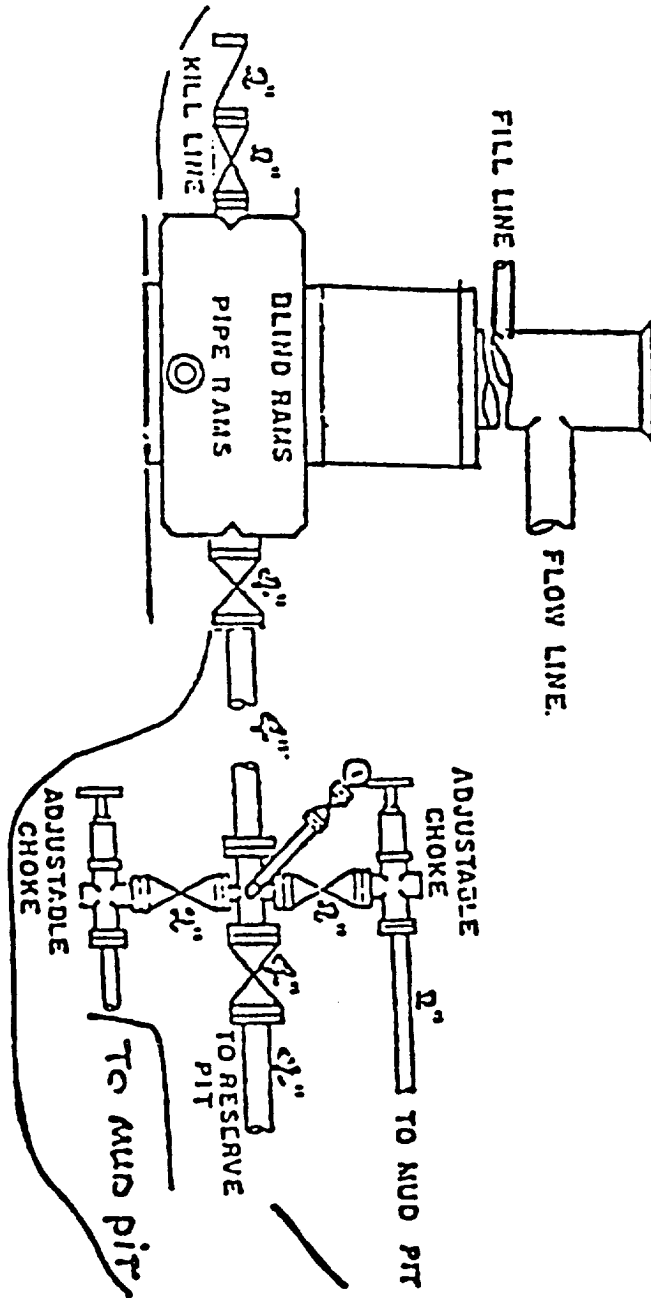 FILL LINE
FLOW LINE.
2"
2"
KILL LINE
BLIND RAMS
PIPE RAMS
4"
4"
ADJUSTABLE
CHOKE
2"
TO MUD PIT
2"
4"
4"
TO RESERVE
PIT
2"
ADJUSTABLE
CHOKE
TO MUD PIT